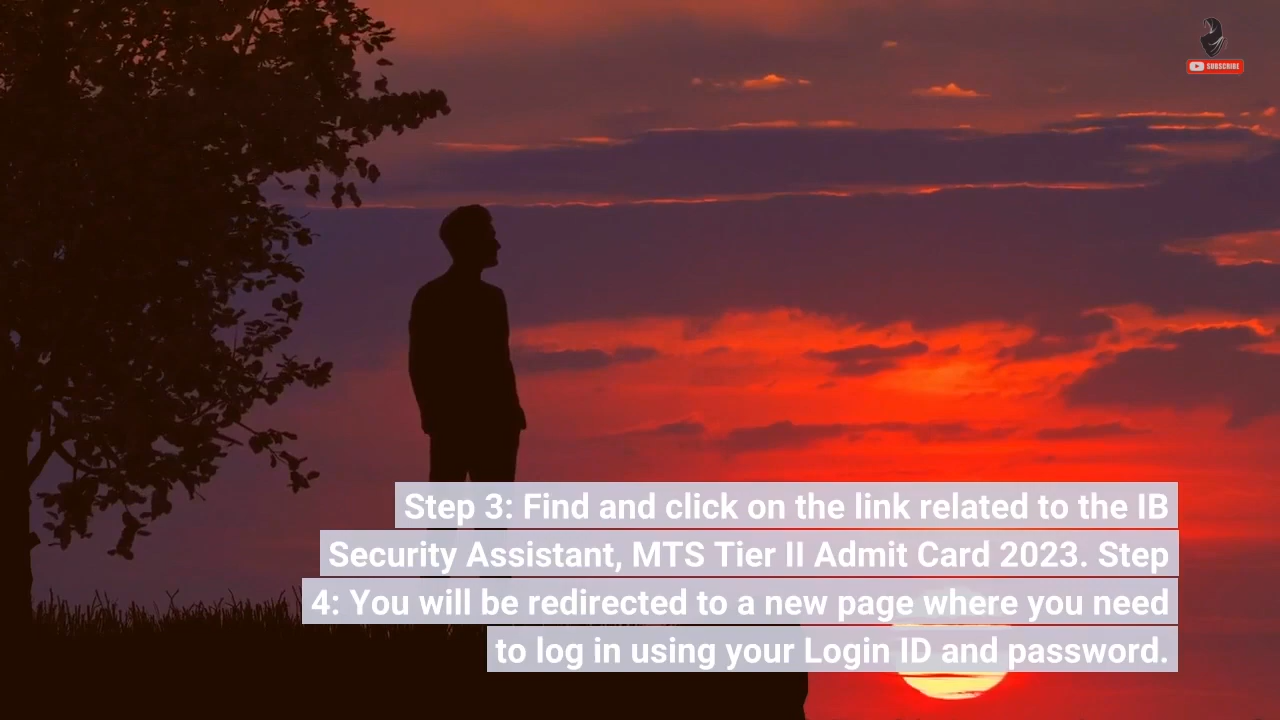 SUBSCRIBE
Step 3: Find and click on the link related to the IB
Security Assistant, MTS Tier II Admit Card 2023. Step
4: You will be redirected to a new page where you need
to log in using your Login ID and password.